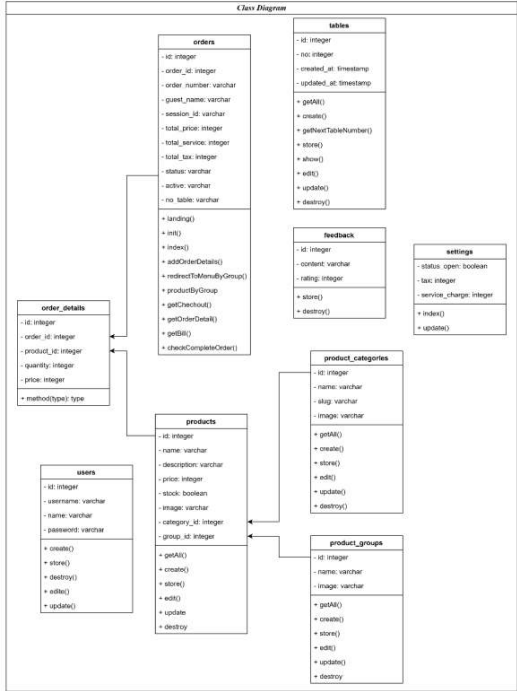 Class Diagram
orders
- id: integer
- order_id: integer
- order_number: varchar
- guest_name: varchar
- session_id: varchar
- total_price: integer
- total_service: integer
- total_tax: integer
- status: varchar
- active: varchar
- no_table: varchar
+ landing()
+ init()
+ index()
+ addOrderDetails()
+ redirectToMenuByGroup()
+ productByGroup
+ getChechout()
+ getOrderDetail()
+ getBill()
+ checkCompleteOrder()
tables
- id: integer
- no: integer
- created_at: timestamp
- updated_at: timestamp
+ getAll()
+ create()
+ getNextTableNumber()
+ store()
+ show()
+ edit()
+ update()
+ destroy()
feedback
- id: integer
- content: varchar
- rating: integer
+ store()
+ destroy()
settings
- status_open: boolean
- tax: integer
- service_charge: integer
+ index()
+ update()
order_details
- id: integer
- order_id: integer
- product_id: integer
- quantity: integer
- price: integer
+ method(type): type
product_categories
- id: integer
- name: varchar
- slug: varchar
- image: varchar
+ getAll()
+ create()
+ store()
+ edit()
+ update()
+ destroy()
products
- id: integer
- name: varchar
- description: varchar
- price: integer
- stock: boolean
- image: varchar
- category_id: integer
- group_id: integer
+ getAll()
+ create()
+ store()
+ edit()
+ update
+ destroy
users
- id: integer
- username: varchar
- name: varchar
- password: varchar
+ create()
+ store()
+ destroy()
+ edite()
+ update()
product_groups
- id: integer
- name: varchar
- image: varchar
+ getAll()
+ create()
+ store()
+ edit()
+ update()
+ destroy